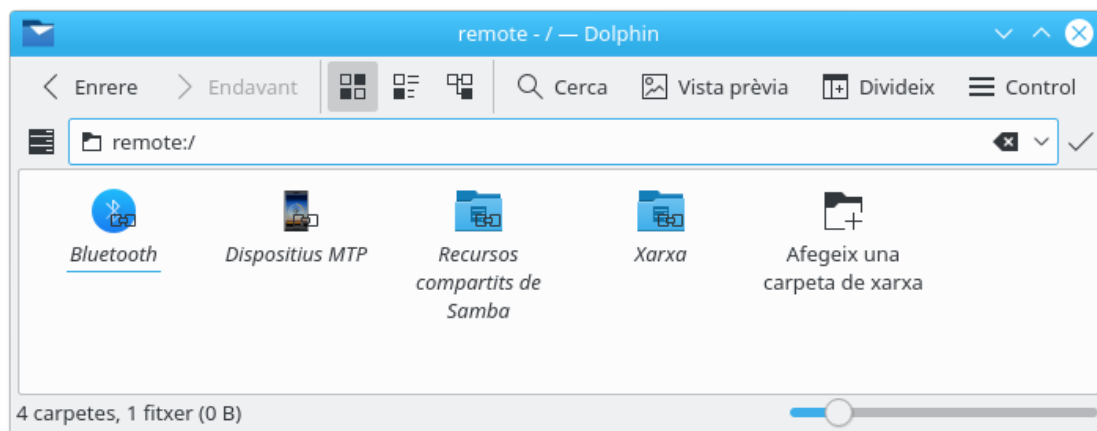 remote - / — Dolphin
Enrere Endavant Cerca Vista prèvia Divideix Control
remote:/
Bluetooth
Dispositius MTP
Recursos
compartits de
Samba
Xarxa
Afegeix una
carpeta de xarxa
4 carpetes, 1 fitxer (0 B)